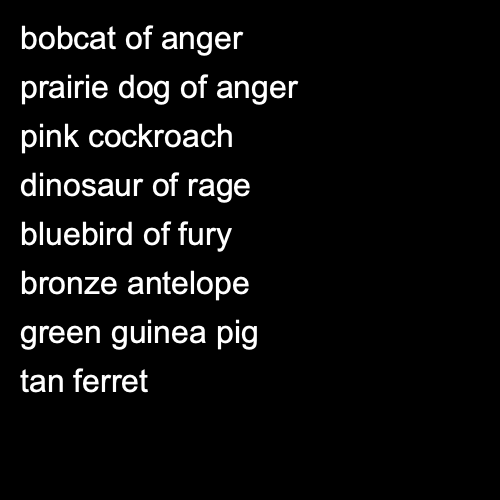 bobcat of anger
prairie dog of anger
pink cockroach
dinosaur of rage
bluebird of fury
bronze antelope
green guinea pig
tan ferret